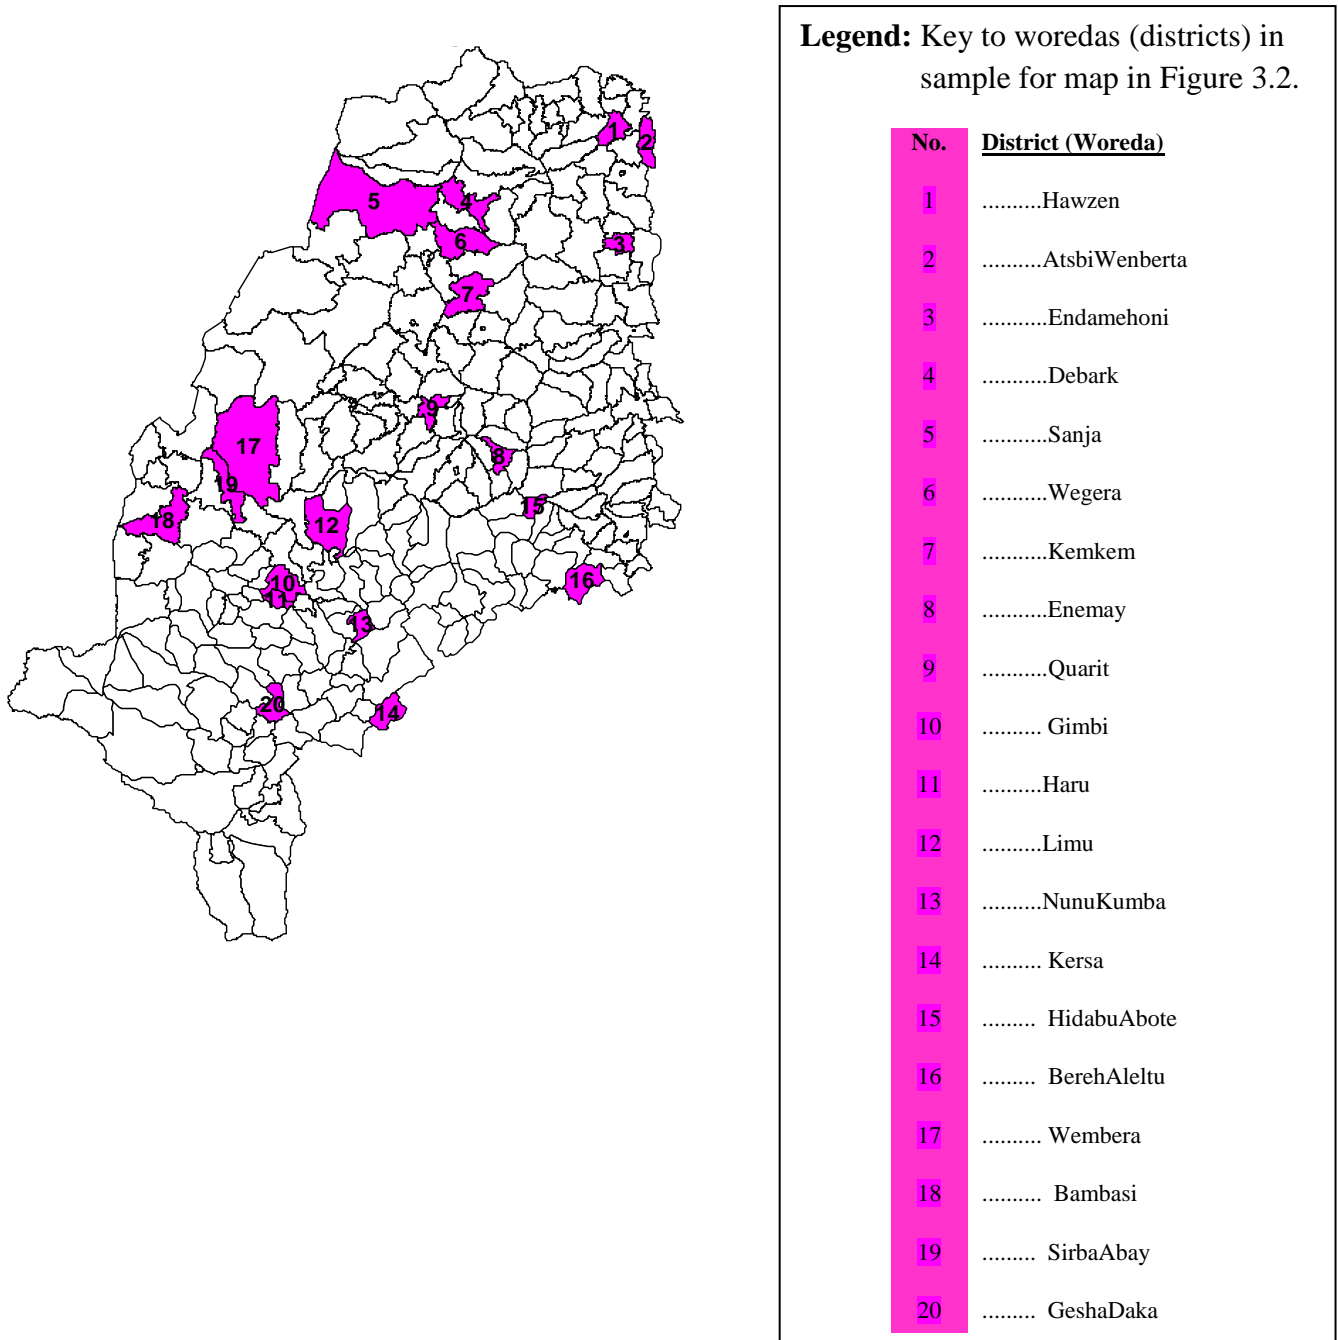 1
2
5
4
6
3
7
9
17
8
19
15
18
12
10
16
11
13
20
14
Legend: Key to woredas (districts) in
sample for map in Figure 3.2.
No. District (Woreda)
1 ..........Hawzen
2 ..........AtsbiWenberta
3 ...........Endamehoni
4 ...........Debark
5 ...........Sanja
6 ...........Wegera
7 ...........Kemkem
8 ...........Enemay
9 ...........Quarit
10 .......... Gimbi
11 ..........Haru
12 ..........Limu
13 ..........NunuKumba
14 .......... Kersa
15 ......... HidabuAbote
16 ......... BerehAleltu
17 .......... Wembera
18 .......... Bambasi
19 ......... SirbaAbay
20 ......... GeshaDaka